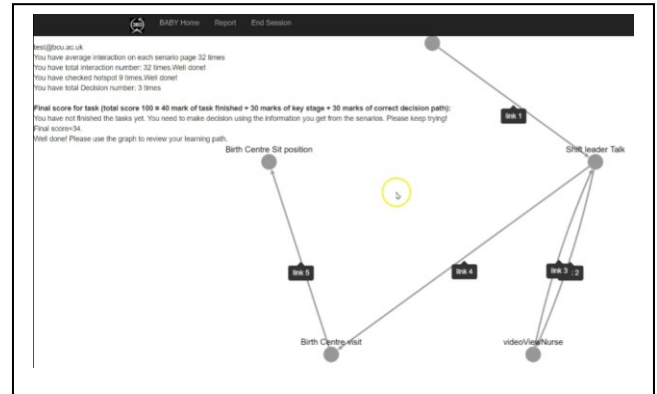 360
BABY Home Report End Session
test@bcu.ac.uk
You have average interaction on each senario page 32 times
You have total interaction number: 32 times.Well done!
You have checked hotspot 9 times.Well done!
You have total Decision number: 3 times
Final score for task (total score 100 = 40 mark of task finished + 30 marks of key stage + 30 marks of correct decision path):
You have not finished the tasks yet. You need to make decision using the information you get from the senarios. Please keep trying!
Final score=34.
Well done! Please use the graph to review your learning path.
link 1
Birth Centre Sit position
Shift leader Talk
link 5
link 4
link 3
: 2
Birth Centre visit
videoViewNurse